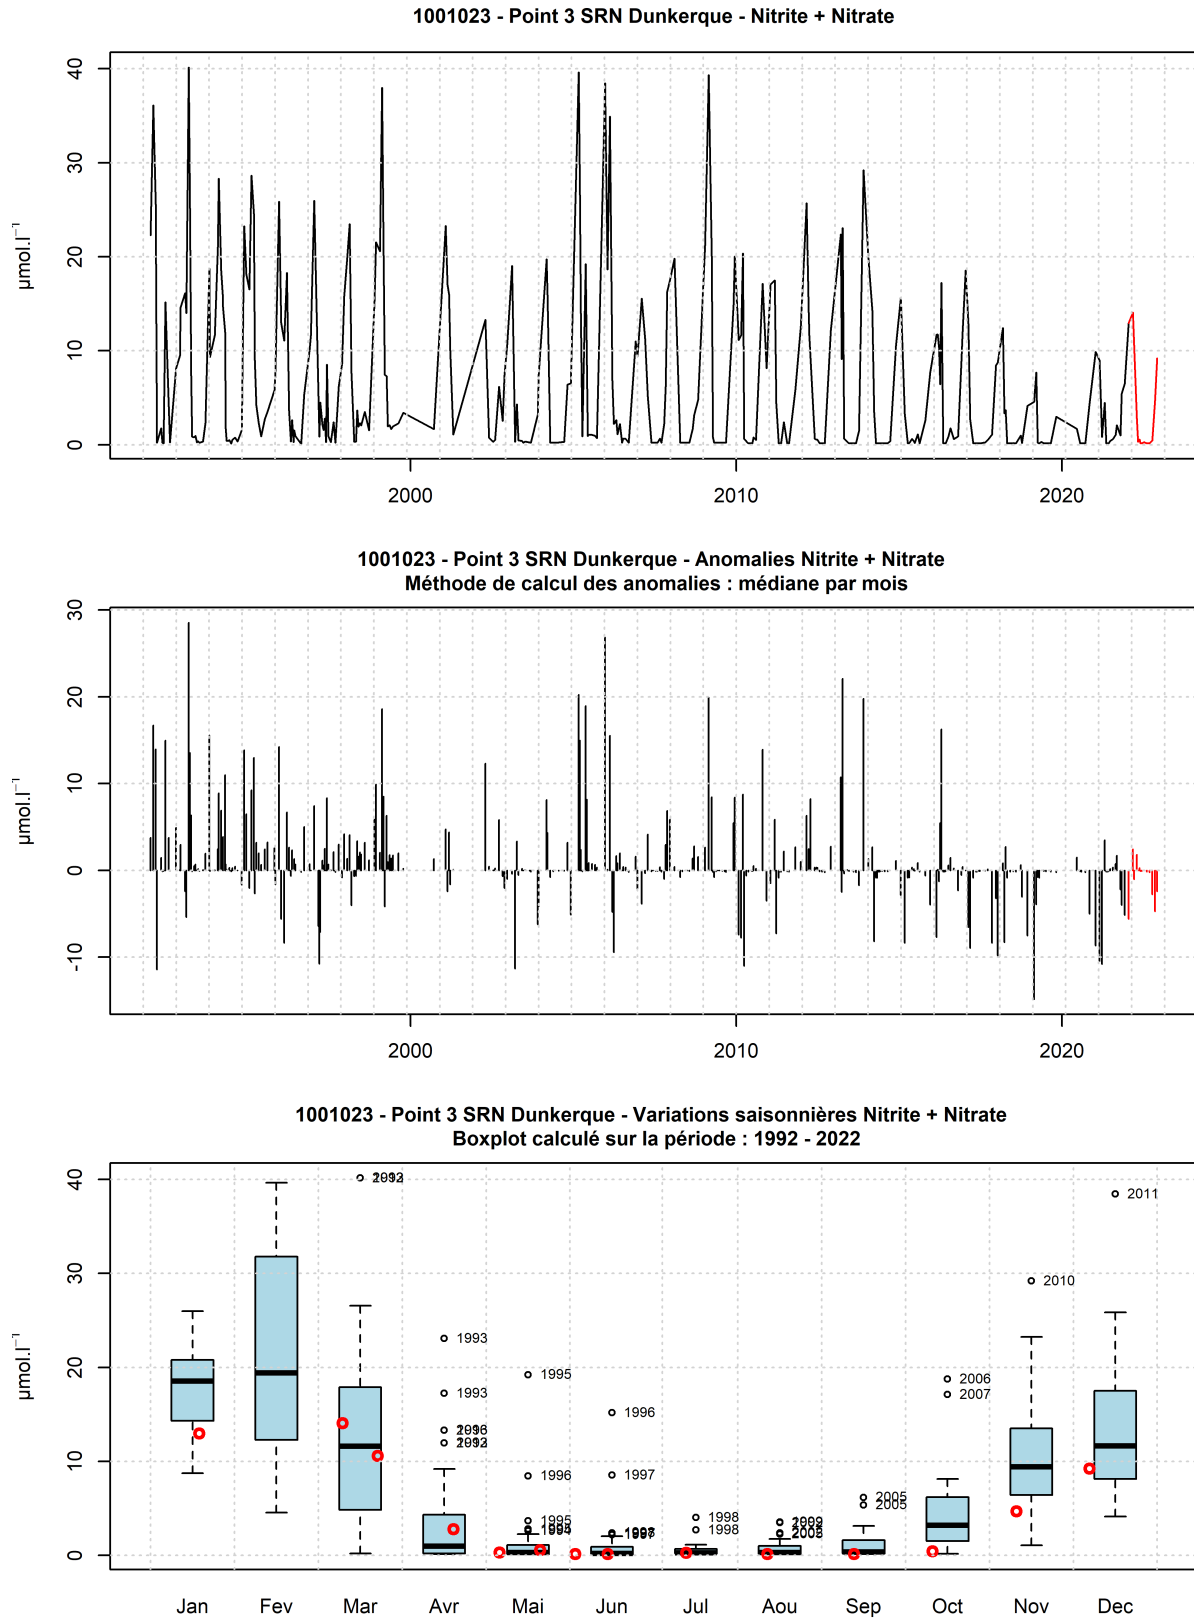 1001023 - Point 3 SRN Dunkerque - Nitrite + Nitrate
40
30
20
10
0
µmol.l⁻¹
2000 2010 2020
1001023 - Point 3 SRN Dunkerque - Anomalies Nitrite + Nitrate
Méthode de calcul des anomalies : médiane par mois
30
20
10
0
-10
µmol.l⁻¹
2000 2010 2020
1001023 - Point 3 SRN Dunkerque - Variations saisonnières Nitrite + Nitrate
Boxplot calculé sur la période : 1992 - 2022
40
30
20
10
0
µmol.l⁻¹
2011
2010
1993
1995
2006
1993
2007
1996
1996
1997
2005
2005
1995
1998
1998
Jan Fev Mar Avr Mai Jun Jul Aou Sep Oct Nov Dec